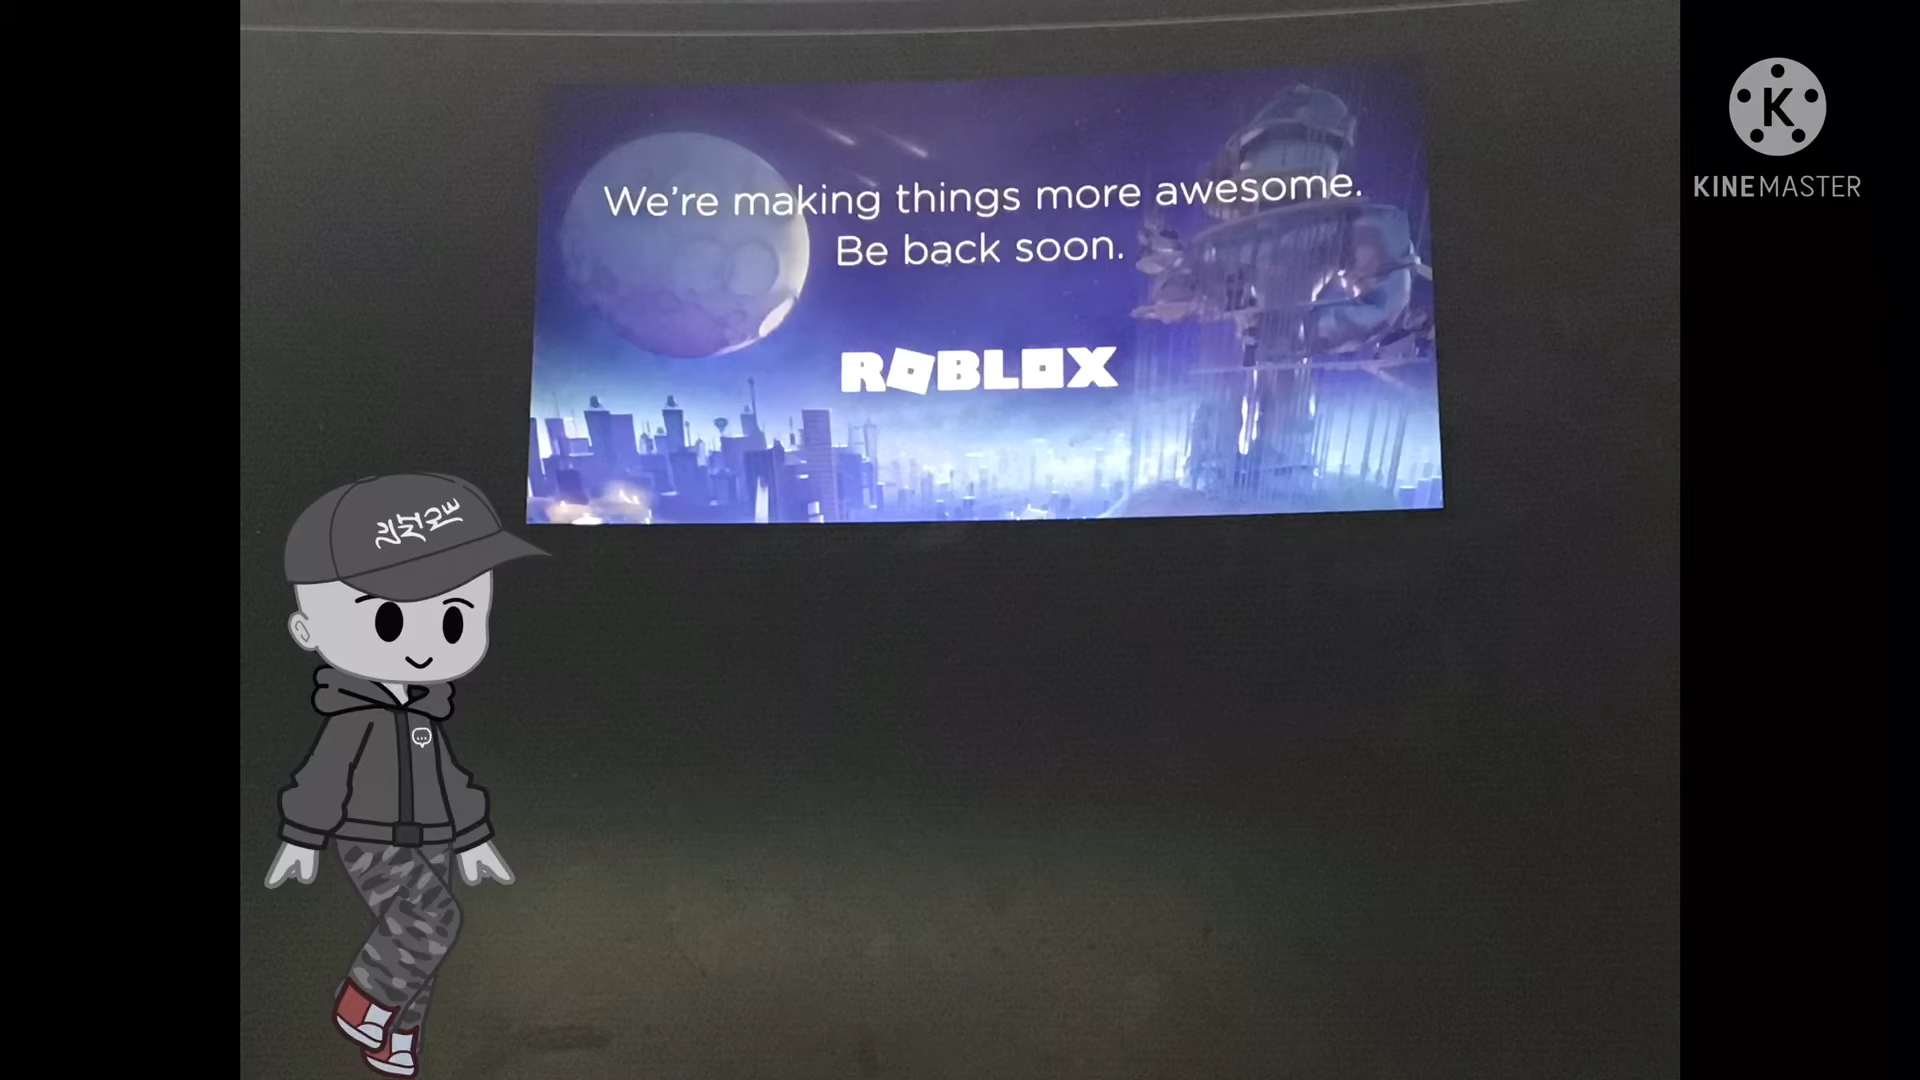 We're making things more awesome.
Be back soon.
ROBLOX
K
KINEMASTER